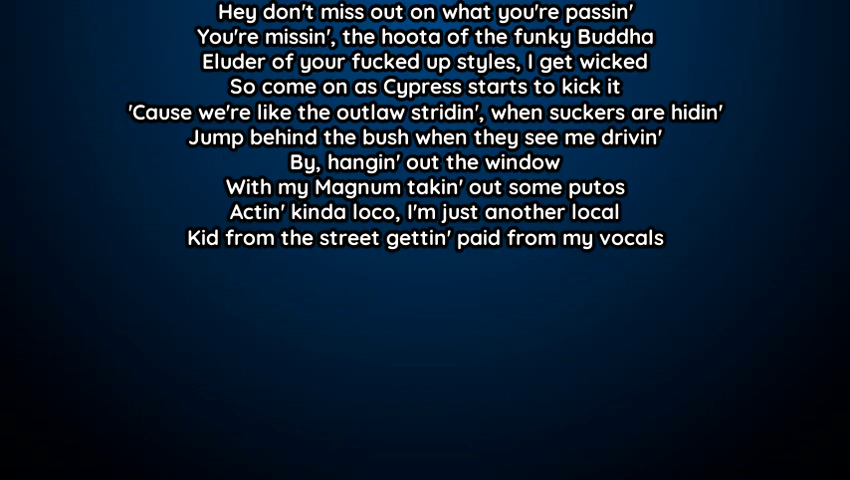 Hey don't miss out on what you're passin'
You're missin', the hoota of the funky Buddha
Eluder of your fucked up styles, I get wicked
So come on as Cypress starts to kick it
'Cause we're like the outlaw stridin', when suckers are hidin'
Jump behind the bush when they see me drivin'
By, hangin' out the window
With my Magnum takin' out some putos
Actin' kinda loco, I'm just another local
Kid from the street gettin' paid from my vocals